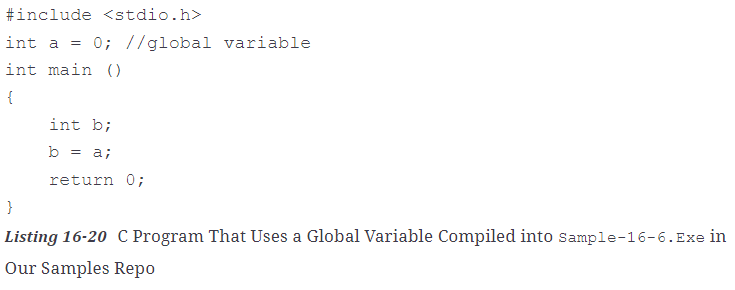 #include <stdio.h>
int a = 0; //global variable
int main ()
{
    int b;
    b = a;
    return 0;
}
Listing 16-20 C Program That Uses a Global Variable Compiled into Sample-16-6.Exe in
Our Samples Repo